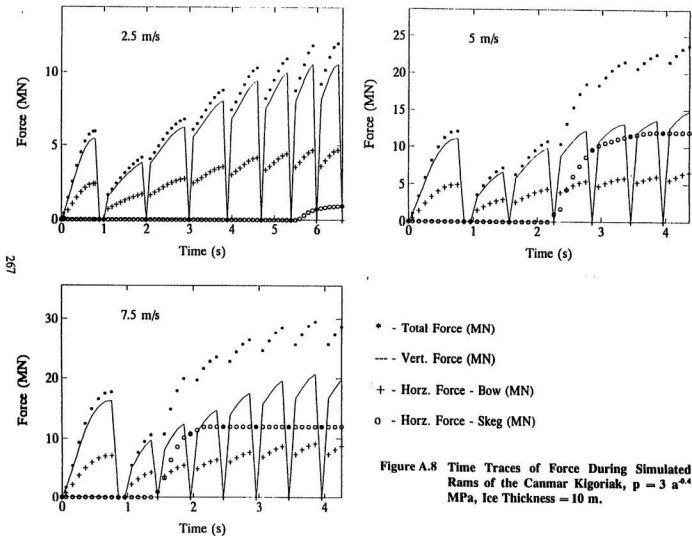 2.5 m/s
Force (MN)
10
5
0
0 1 2 3 4 5 6
Time (s)
5 m/s
Force (MN)
25
20
15
10
5
0
0 1 2 3 4
Time (s)
267
7.5 m/s
Force (MN)
30
20
10
0
0 1 2 3 4
Time (s)
* - Total Force (MN)
--- - Vert. Force (MN)
+ - Horz. Force - Bow (MN)
o - Horz. Force - Skeg (MN)
Figure A.8 Time Traces of Force During Simulated
Rams of the Canmar Kigoriak, p = 3 a^-0.4
MPa, Ice Thickness = 10 m.